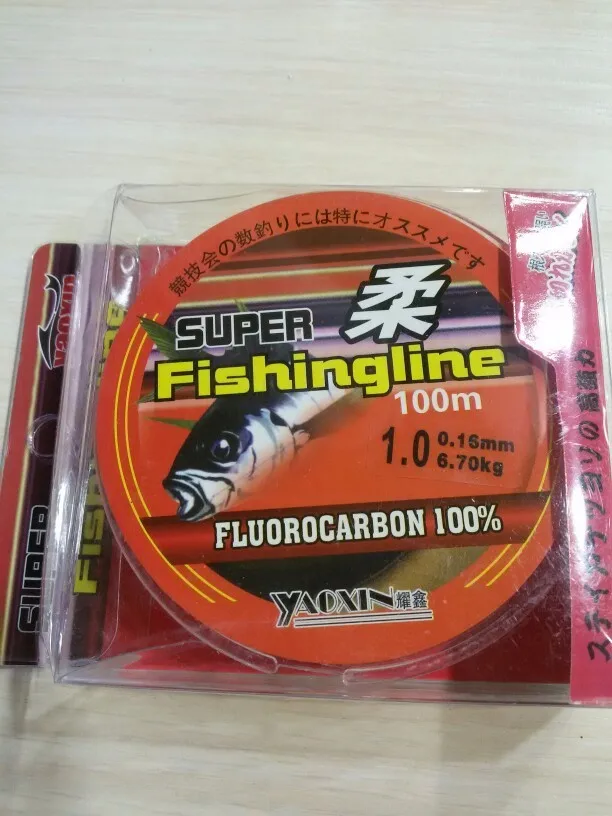 競技会の数釣りには特にオススメです
SUPER 柔
Fishingline
100m
1.0 0.16mm
6.70kg
FLUOROCARBON 100%
YAOXIN 耀鑫
SUPER